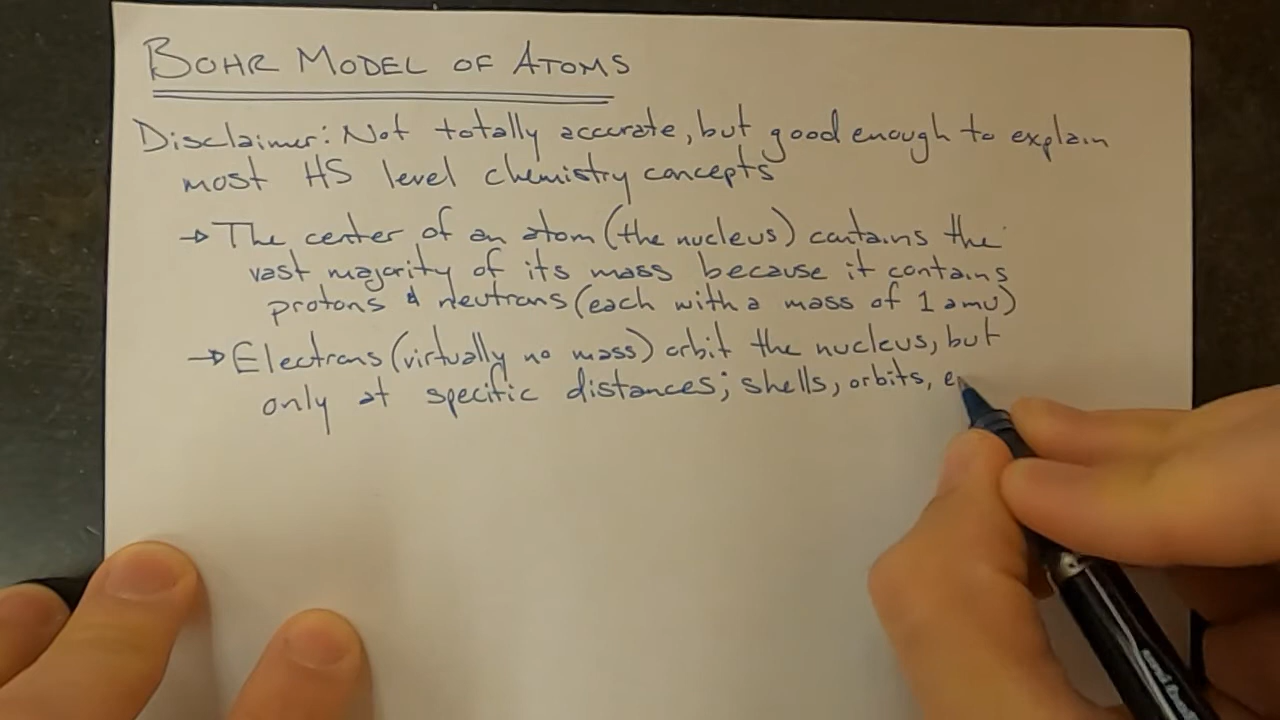 BOHR MODEL OF ATOMS
Disclaimer: Not totally accurate, but good enough to explain
most HS level chemistry concepts
→ The center of an atom (the nucleus) contains the
vast majority of its mass because it contains
protons & neutrons (each with a mass of 1 amu)
→ Electrons (virtually no mass) orbit the nucleus, but
only at specific distances; shells, orbits, e